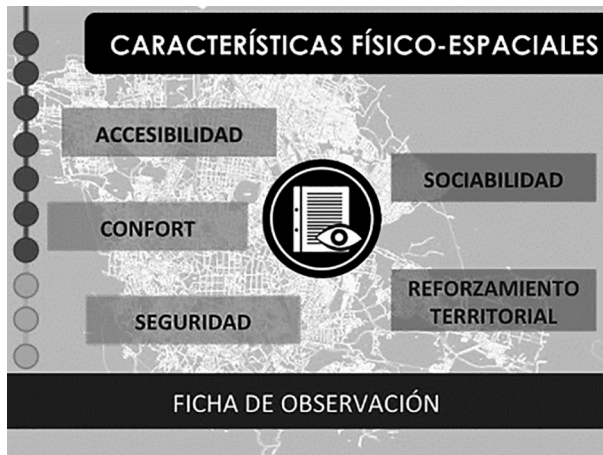 CARACTERÍSTICAS FÍSICO-ESPACIALES
ACCESIBILIDAD
CONFORT
SEGURIDAD
SOCIABILIDAD
REFORZAMIENTO
TERRITORIAL
FICHA DE OBSERVACIÓN